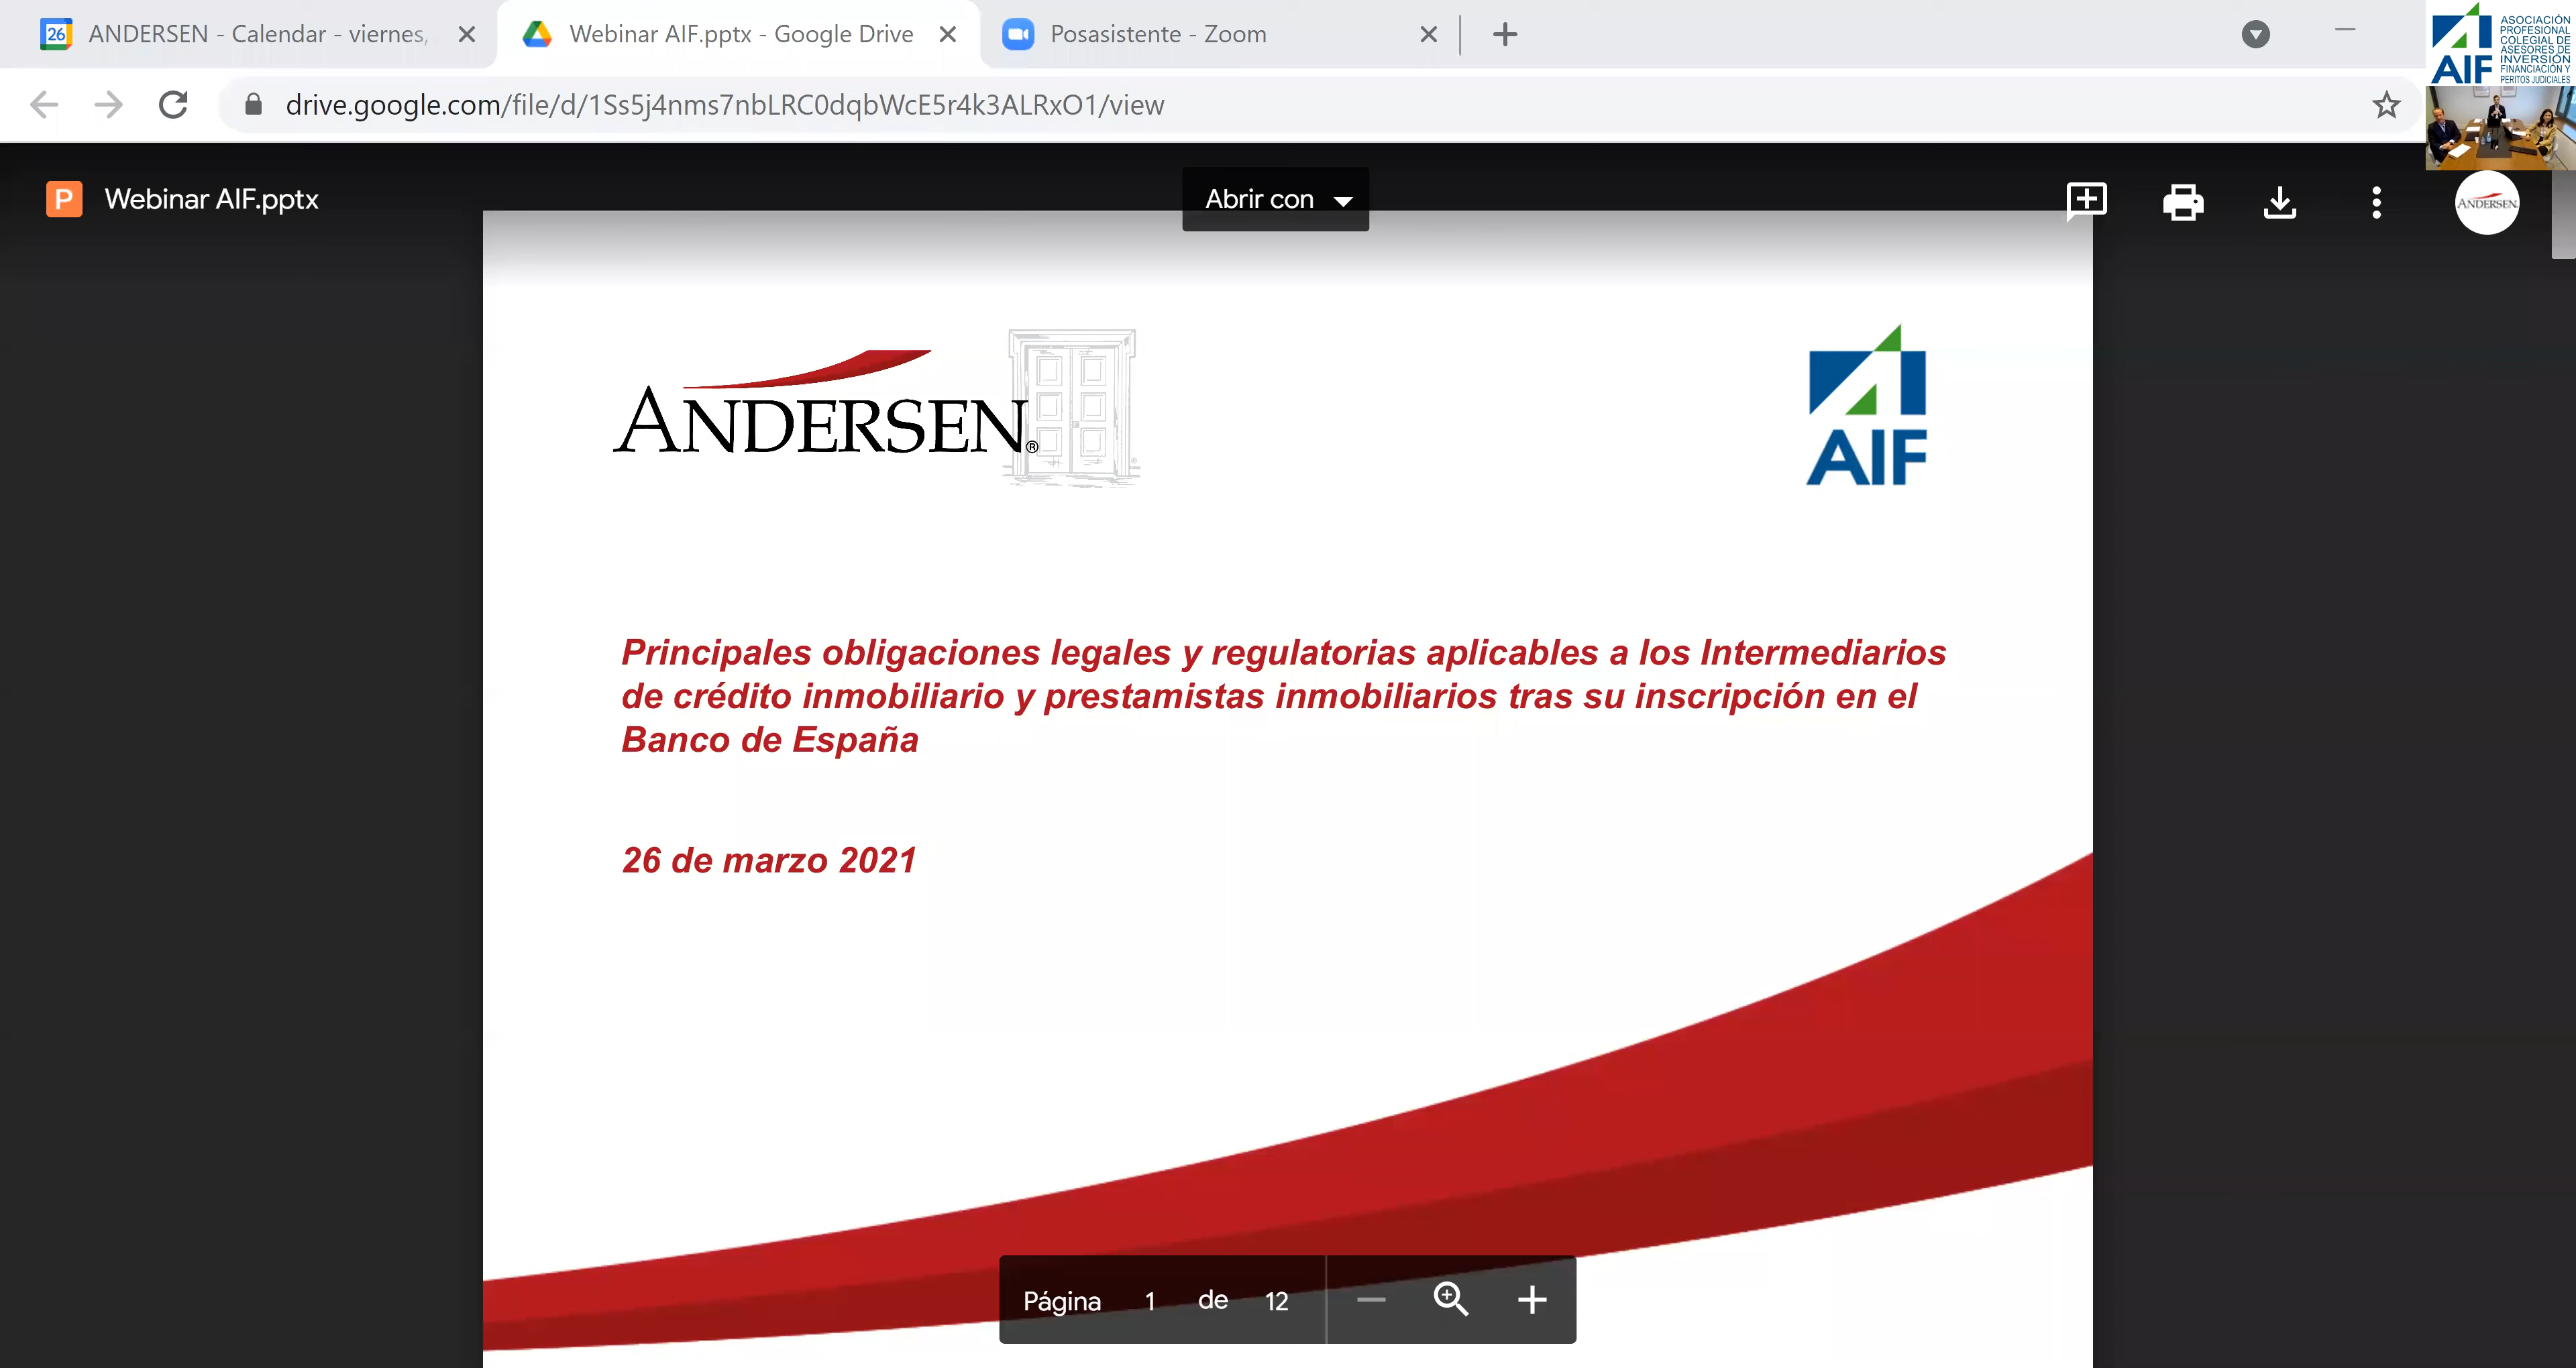 26
ANDERSEN - Calendar - viernes,
Webinar AIF.pptx - Google Drive
Posasistente - Zoom
ASOCIACIÓN
PROFESIONAL
COLEGIAL DE
ASESORES DE
INVERSIÓN
FINANCIACIÓN Y
PERITOS JUDICIALES
AIF
drive.google.com/file/d/1Ss5j4nms7nbLRC0dqbWcE5r4k3ALRxO1/view
P
Webinar AIF.pptx
Abrir con
ANDERSEN
ANDERSEN®
AIF
Principales obligaciones legales y regulatorias aplicables a los Intermediarios
de crédito inmobiliario y prestamistas inmobiliarios tras su inscripción en el
Banco de España
26 de marzo 2021
Página 1 de 12